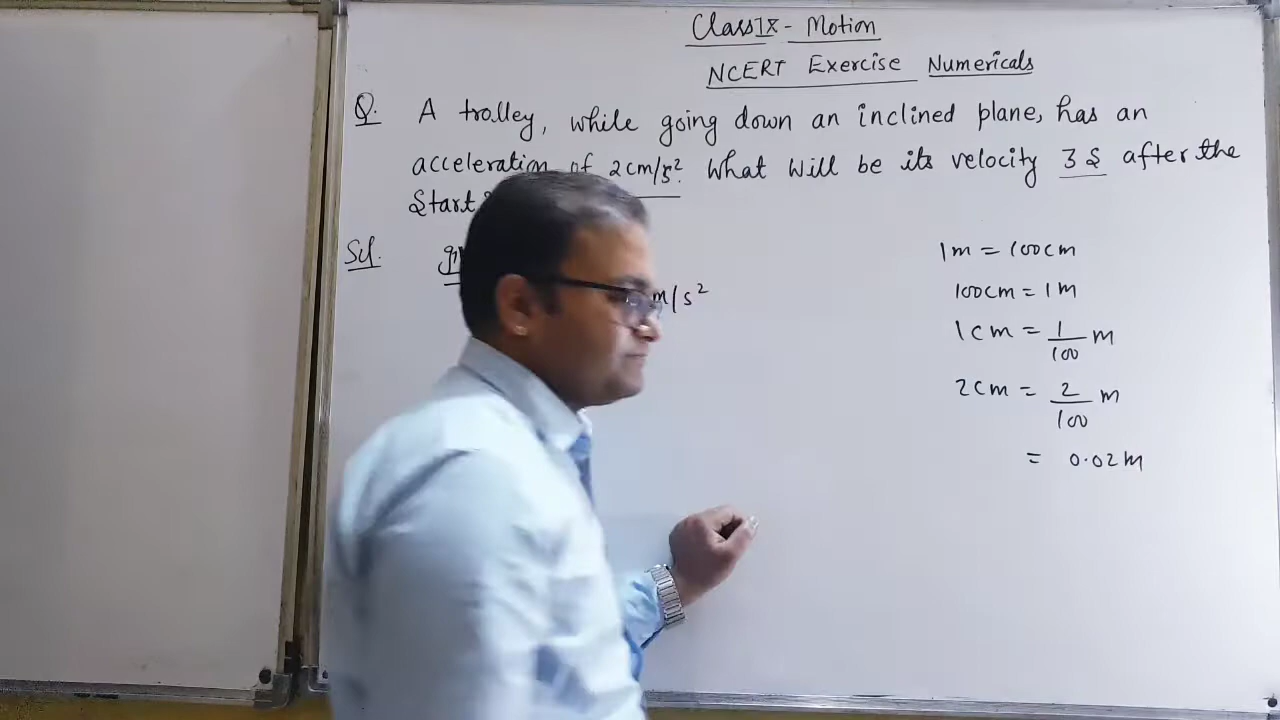 Class IX - Motion
NCERT Exercise Numericals
Q. A trolley, while going down an inclined plane, has an
acceleration of 2cm/s². What will be its velocity 3 S after the
Start
Sol.
m/s²
1m = 100cm
100cm = 1m
1cm = 1/100 m
2cm = 2/100 m
= 0.02m